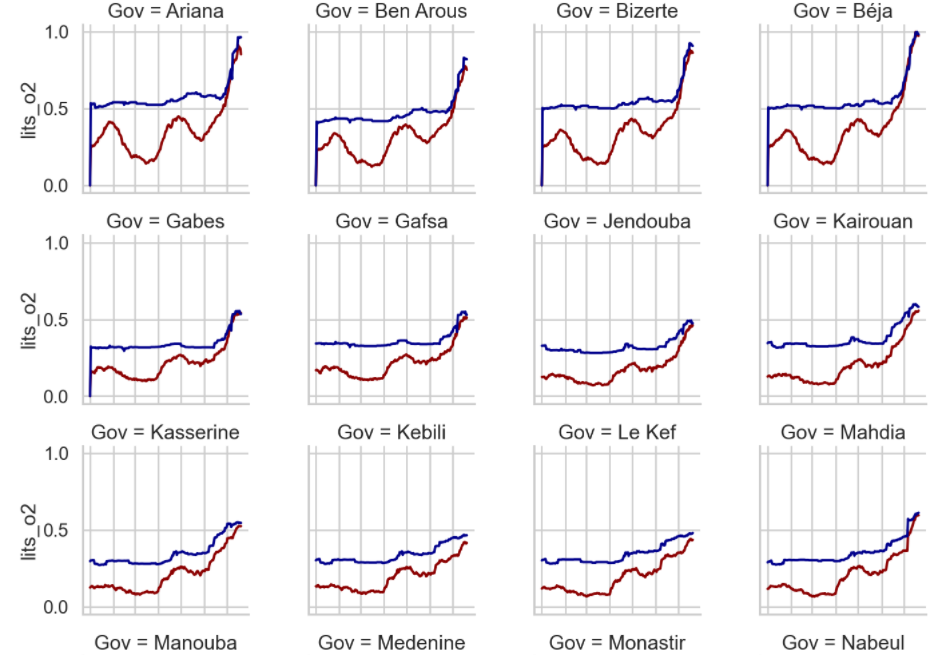 Gov = Ariana Gov = Ben Arous Gov = Bizerte Gov = Béja
1.0
0.5
0.0
lits_o2
Gov = Gabes Gov = Gafsa Gov = Jendouba Gov = Kairouan
1.0
0.5
0.0
lits_o2
Gov = Kasserine Gov = Kebili Gov = Le Kef Gov = Mahdia
1.0
0.5
0.0
lits_o2
Gov = Manouba Gov = Medenine Gov = Monastir Gov = Nabeul